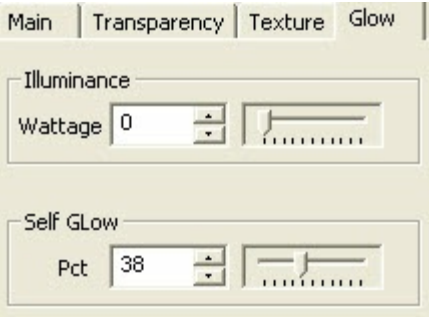 Main Transparency Texture Glow
Illuminance
Wattage 0
Self GLow
Pct 38